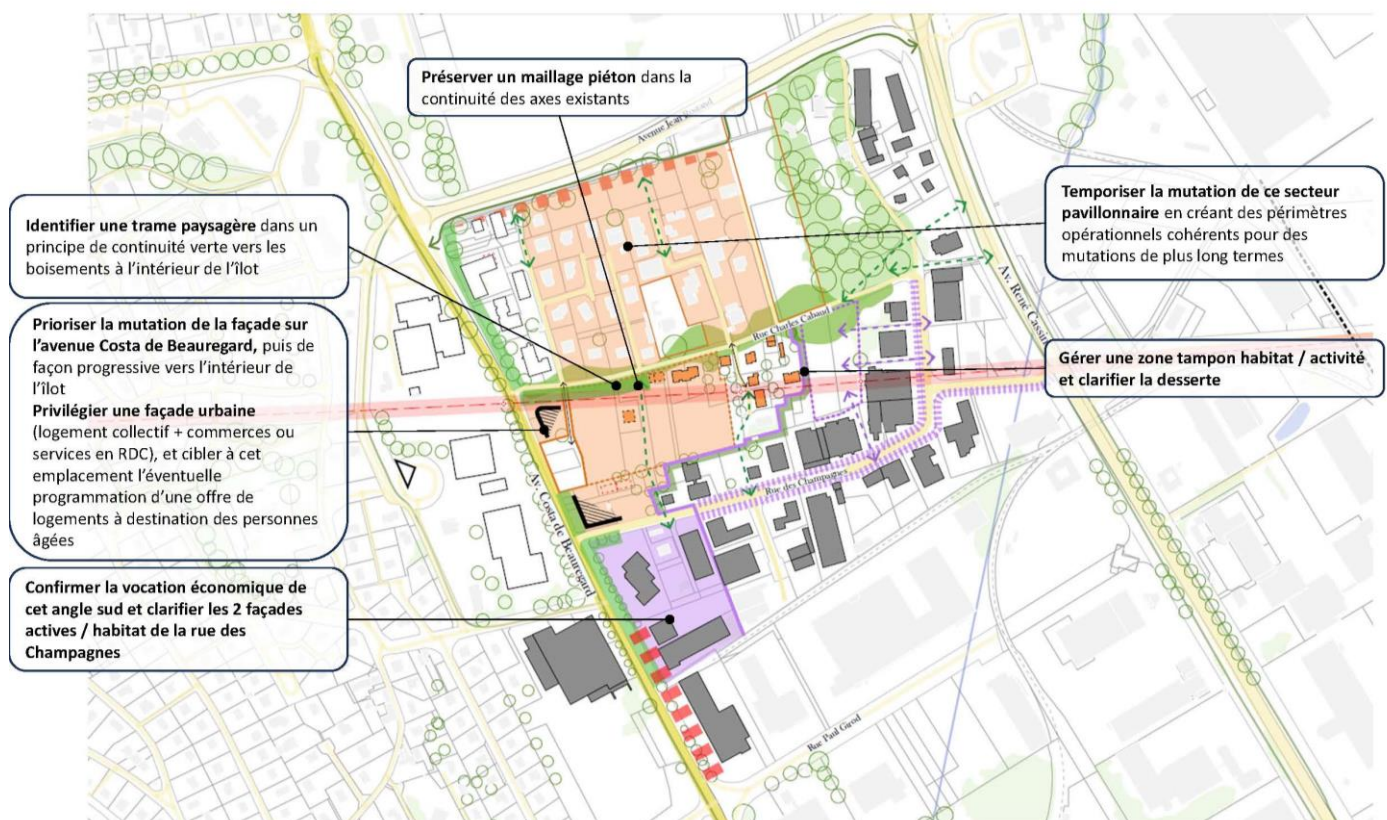 Préserver un maillage piéton dans la
continuité des axes existants
Avenue Jean
Identifier une trame paysagère dans un
principe de continuité verte vers les
boisements à l'intérieur de l'îlot
Temporiser la mutation de ce secteur
pavillonnaire en créant des périmètres
opérationnels cohérents pour des
mutations de plus long termes
Prioriser la mutation de la façade sur
l'avenue Costa de Beauregard, puis de
façon progressive vers l'intérieur de
l'îlot
Privilégier une façade urbaine
(logement collectif + commerces ou
services en RDC), et cibler à cet
emplacement l'éventuelle
programmation d'une offre de
logements à destination des personnes
âgées
Rue Charles Cabaud
Av. René Cassin
Gérer une zone tampon habitat / activité
et clarifier la desserte
Av. Costa de Beauregard
Rue des Champagnes
Confirmer la vocation économique de
cet angle sud et clarifier les 2 façades
actives / habitat de la rue des
Champagnes
Rue Paul Girod